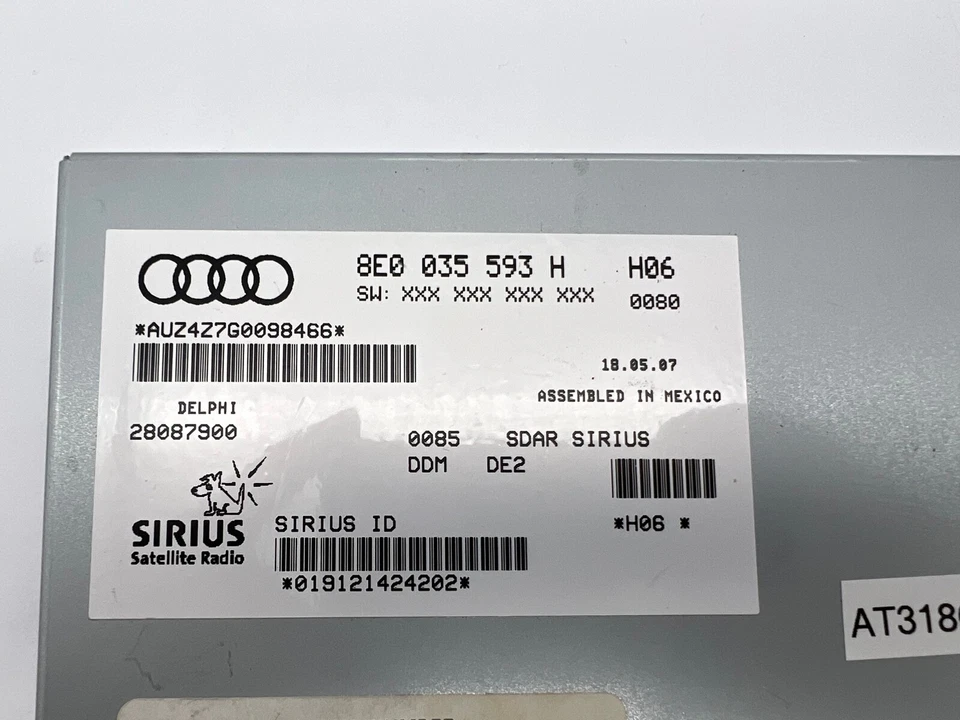 8E0 035 593 H H06
SW: XXX XXX XXX XXX 0080
*AUZ4Z7G0098466*
18.05.07
ASSEMBLED IN MEXICO
DELPHI
28087900
0085 SDAR SIRIUS
DDM DE2
SIRIUS
Satellite Radio
SIRIUS ID
*H06 *
*019121424202*